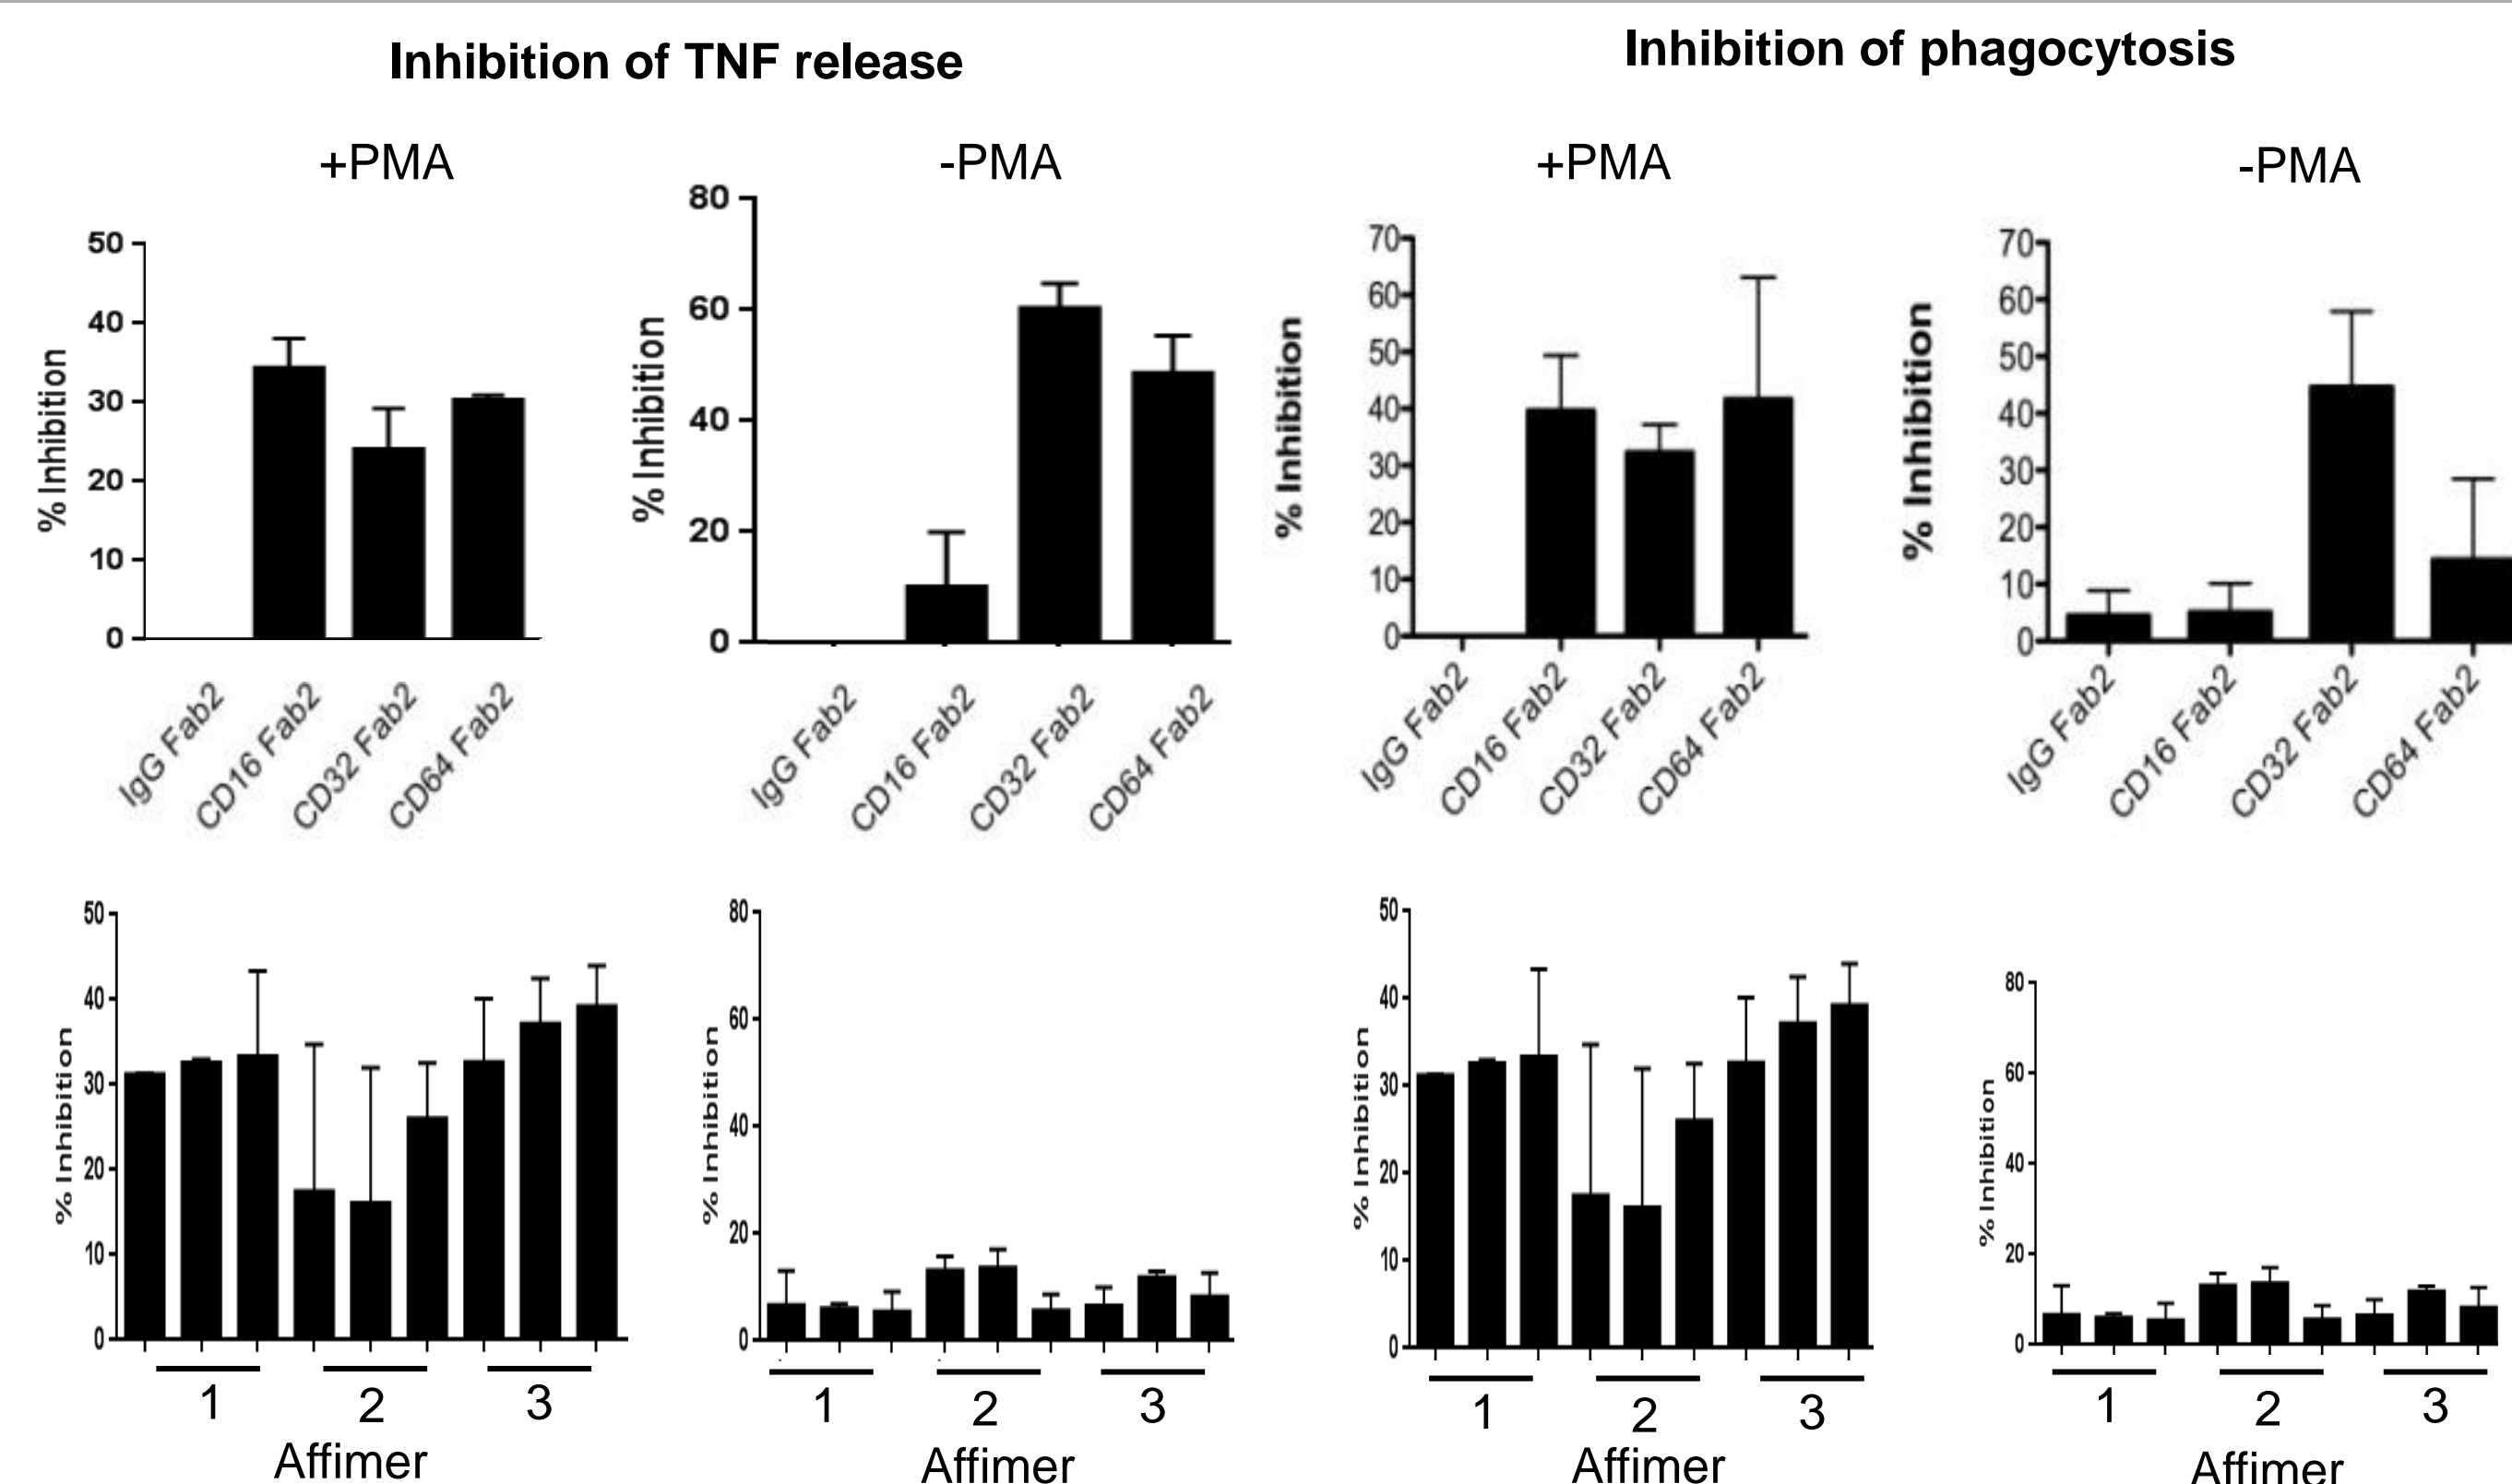 Inhibition of TNF release
Inhibition of phagocytosis
+PMA
-PMA
+PMA
-PMA
% Inhibition
50
40
30
20
10
0
IgG Fab2
CD16 Fab2
CD32 Fab2
CD64 Fab2
% Inhibition
80
60
40
20
0
IgG Fab2
CD16 Fab2
CD32 Fab2
CD64 Fab2
% Inhibition
70
60
50
40
30
20
10
0
IgG Fab2
CD16 Fab2
CD32 Fab2
CD64 Fab2
% Inhibition
70
60
50
40
30
20
10
0
IgG Fab2
CD16 Fab2
CD32 Fab2
CD64 Fab2
% Inhibition
50
40
30
20
10
0
1 2 3
Affimer
% Inhibition
80
60
40
20
0
1 2 3
Affimer
% Inhibition
50
40
30
20
10
0
1 2 3
Affimer
% Inhibition
80
60
40
20
0
1 2 3
Affimer